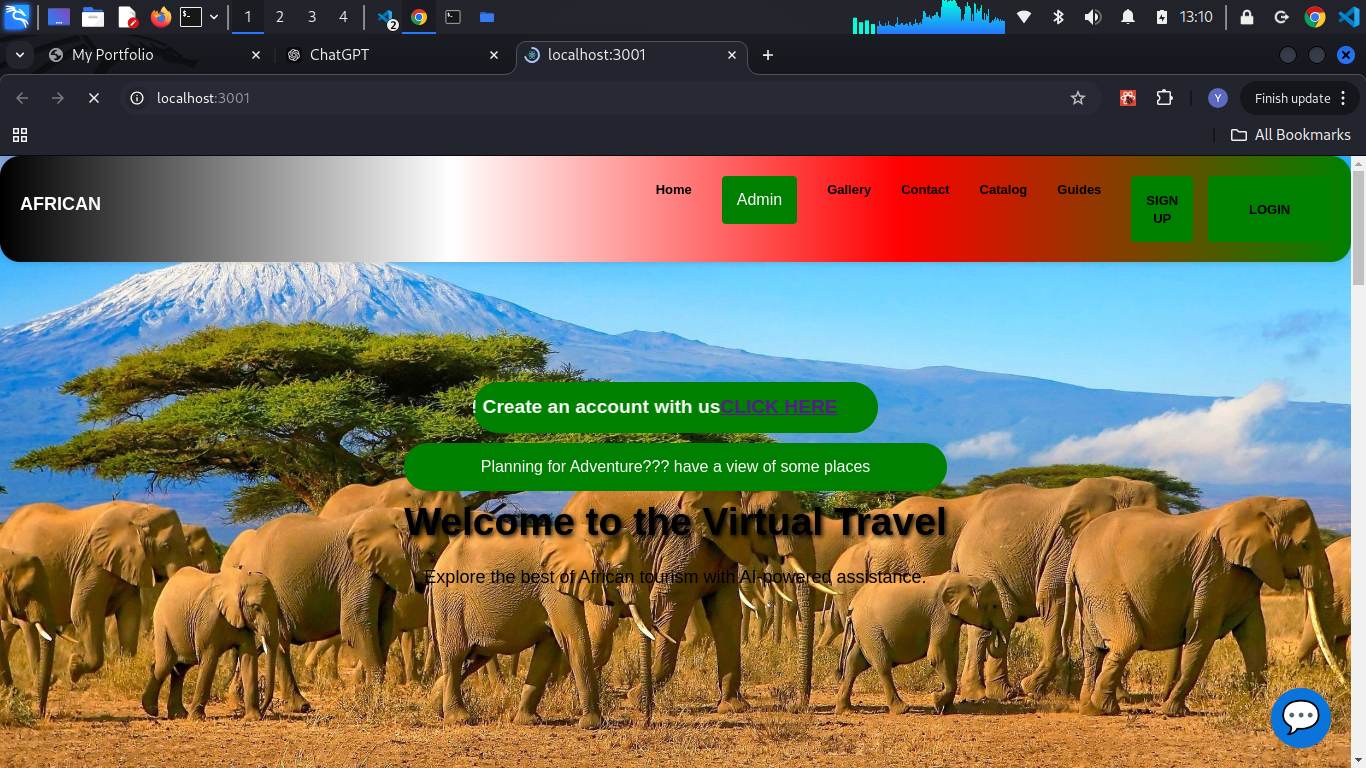 1 2 3 4
2
13:10
My Portfolio
ChatGPT
localhost:3001
localhost:3001
Y
Finish update
All Bookmarks
AFRICAN
Home
Admin
Gallery
Contact
Catalog
Guides
SIGN
UP
LOGIN
! Create an account with usCLICK HERE
Planning for Adventure??? have a view of some places
Welcome to the Virtual Travel
Explore the best of African tourism with AI-powered assistance.